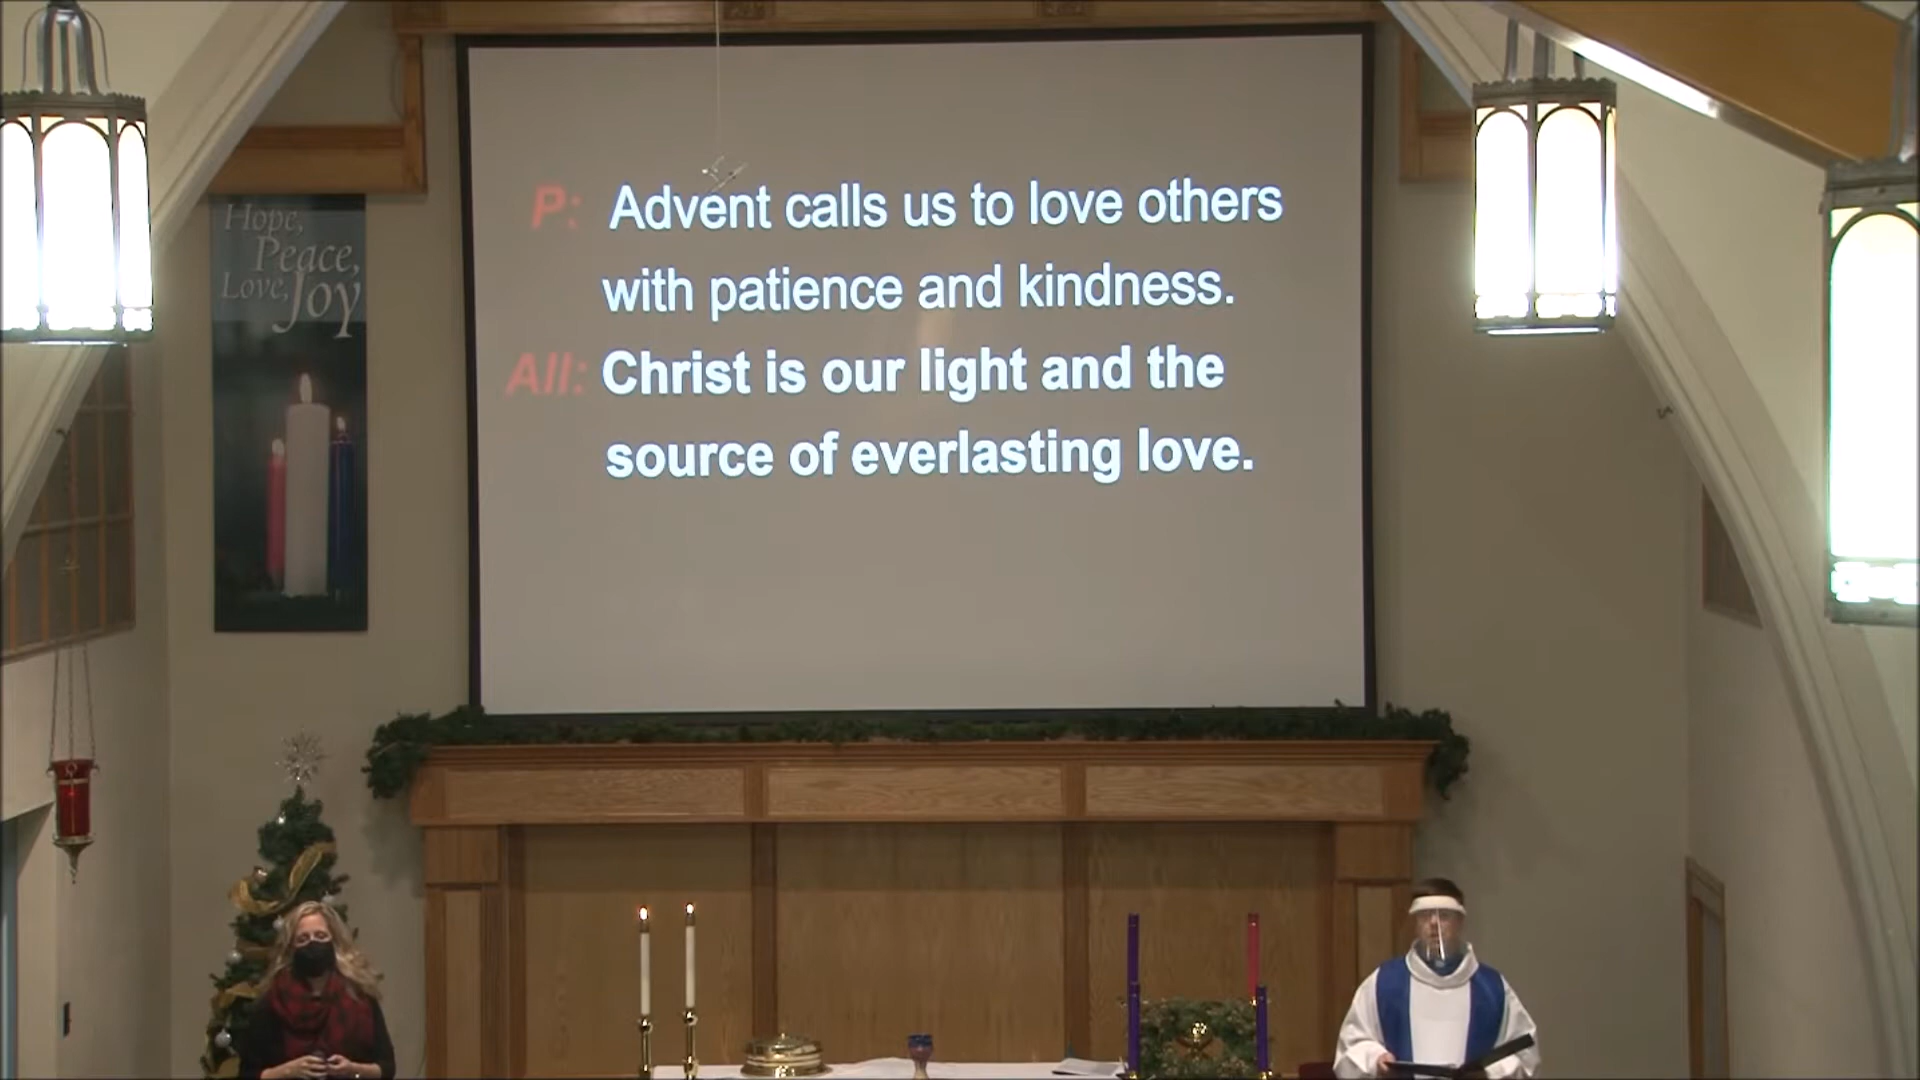 Hope,
Peace,
Love,
Joy
P: Advent calls us to love others
with patience and kindness.
All: Christ is our light and the
source of everlasting love.